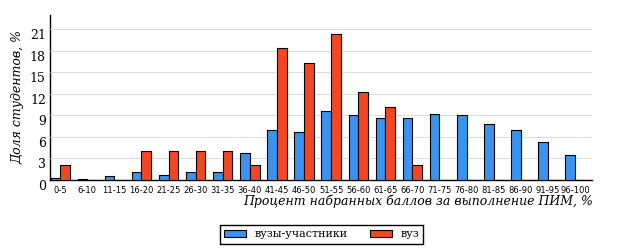 Доля студентов, %
21
18
15
12
9
6
3
0
0-5 6-10 11-15 16-20 21-25 26-30 31-35 36-40 41-45 46-50 51-55 56-60 61-65 66-70 71-75 76-80 81-85 86-90 91-95 96-100
Процент набранных баллов за выполнение ПИМ, %
вузы-участники вуз